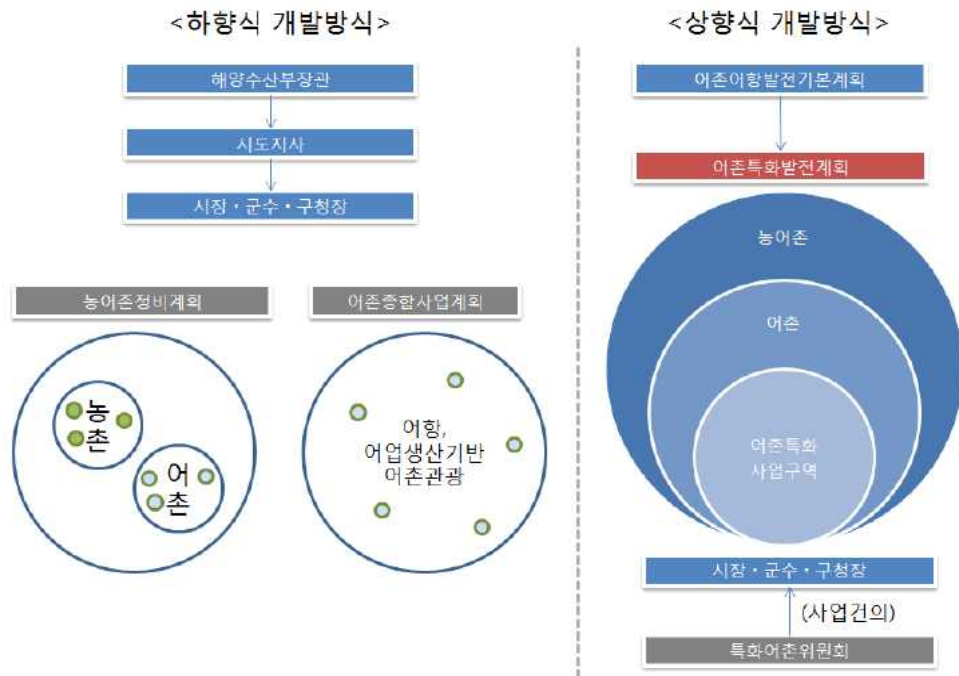 <하향식 개발방식>
해양수산부장관
시도지사
시장・군수・구청장
농어촌정비계획
농
촌
어
촌
어촌종합사업계획
어항,
어업생산기반
어촌관광
<상향식 개발방식>
어촌어항발전기본계획
어촌특화발전계획
농어촌
어촌
어촌특화
사업구역
시장・군수・구청장
(사업건의)
특화어촌위원회